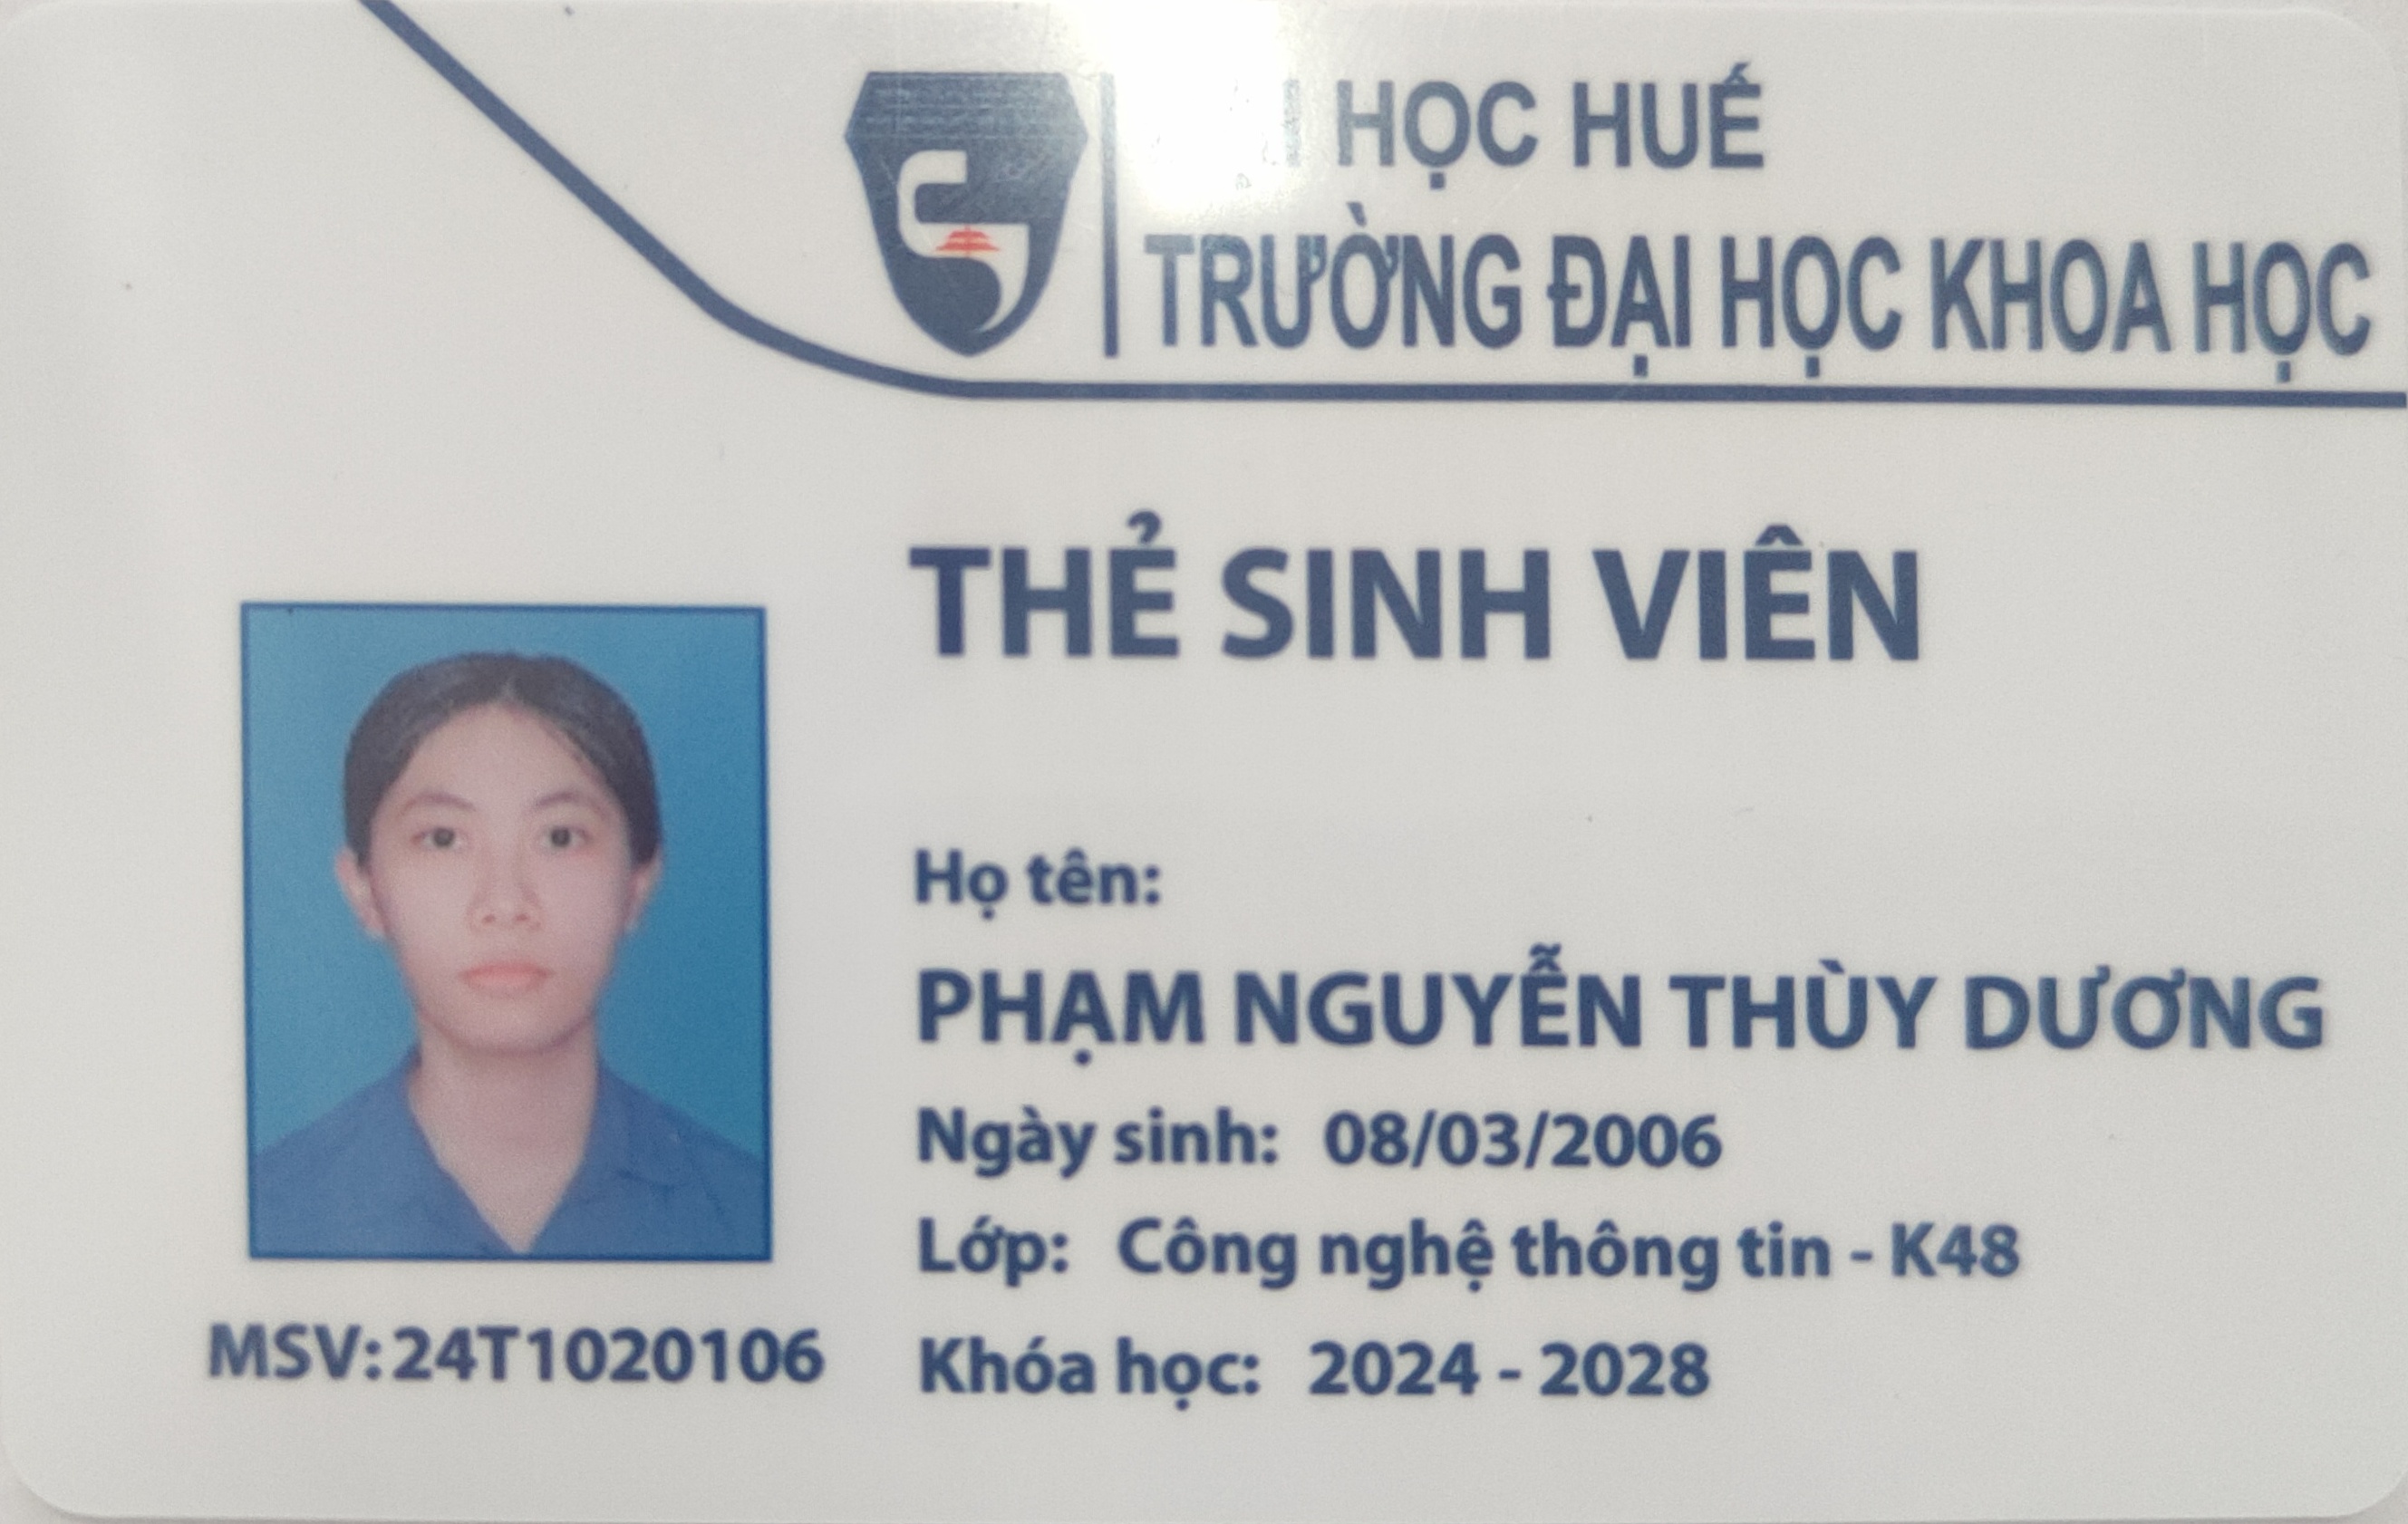 HỌC HUẾ
TRƯỜNG ĐẠI HỌC KHOA HỌC
THẺ SINH VIÊN
Họ tên:
PHẠM NGUYỄN THÙY DƯƠNG
Ngày sinh: 08/03/2006
Lớp: Công nghệ thông tin - K48
Khóa học: 2024 - 2028
MSV: 24T1020106